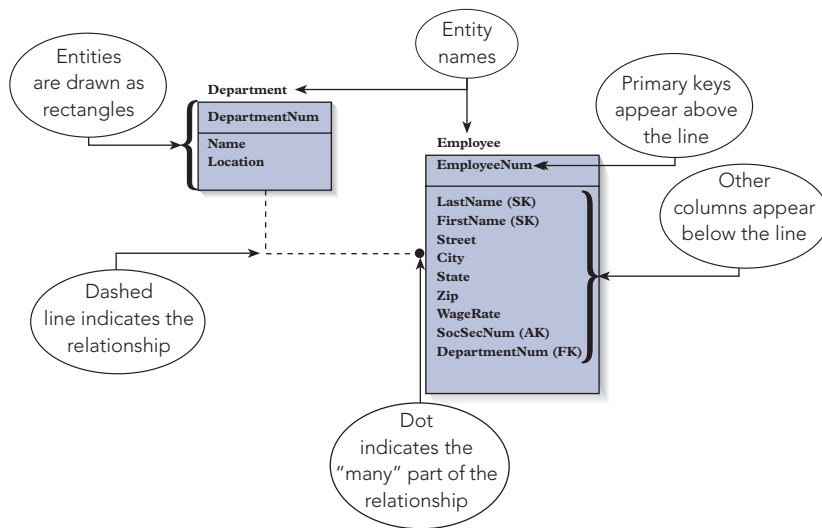 Entity
names
Entities
are drawn as
rectangles
Department
DepartmentNum
Name
Location
Primary keys
appear above
the line
Employee
EmployeeNum
LastName (SK)
FirstName (SK)
Street
City
State
Zip
WageRate
SocSecNum (AK)
DepartmentNum (FK)
Other
columns appear
below the line
Dashed
line indicates the
relationship
Dot
indicates the
“many” part of the
relationship